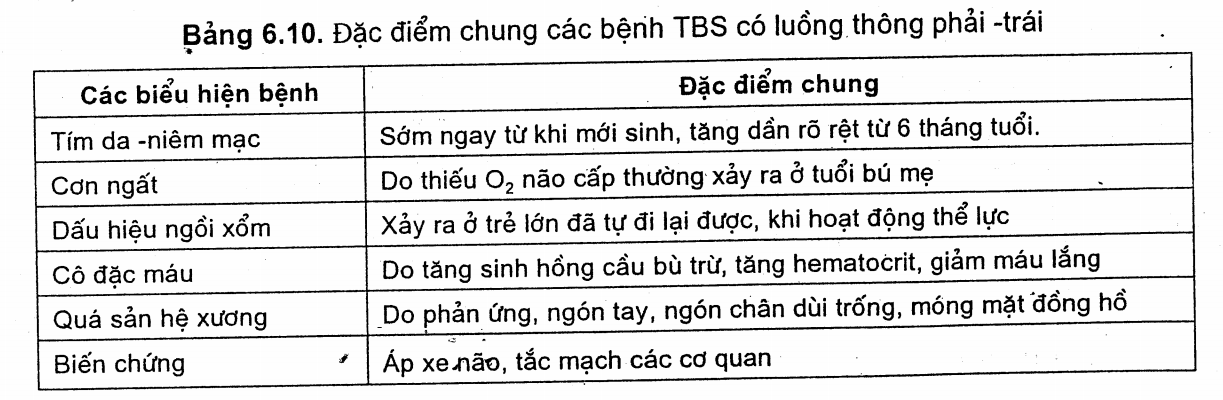 Bảng 6.10. Đặc điểm chung các bệnh TBS có luồng thông phải -trái
Các biểu hiện bệnh Đặc điểm chung
Tím da -niêm mạc Sớm ngay từ khi mới sinh, tăng dần rõ rệt từ 6 tháng tuổi.
Cơn ngất Do thiếu O₂ não cấp thường xảy ra ở tuổi bú mẹ
Dấu hiệu ngồi xổm Xảy ra ở trẻ lớn đã tự đi lại được, khi hoạt động thể lực
Cô đặc máu Do tăng sinh hồng cầu bù trừ, tăng hematocrit, giảm máu lắng
Quá sản hệ xương Do phản ứng, ngón tay, ngón chân dùi trống, móng mặt đồng hồ
Biến chứng Áp xe não, tắc mạch các cơ quan